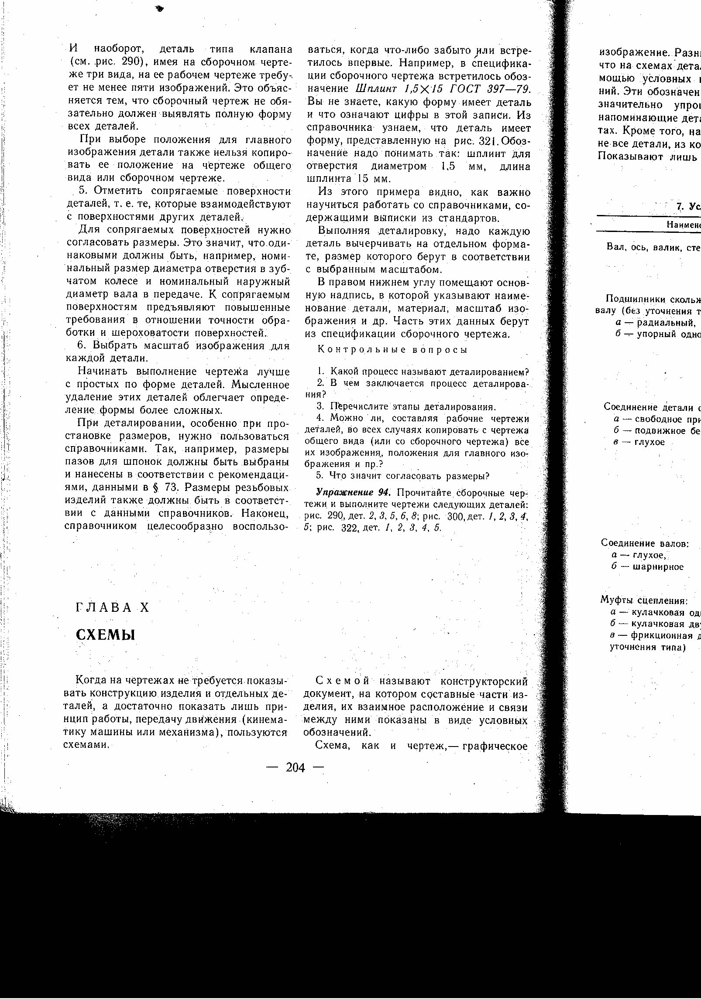 И наоборот, деталь типа клапана
(см. рис. 290), имея на сборочном черте-
же три вида, на ее рабочем чертеже требу-
ет не менее пяти изображений. Это объяс-
няется тем, что сборочный чертеж не обя-
зательно должен выявлять полную форму
всех деталей.
При выборе положения для главного
изображения детали также нельзя копиро-
вать ее положение на чертеже общего
вида или сборочном чертеже.
5. Отметить сопрягаемые поверхности
деталей, т. е. те, которые взаимодействуют
с поверхностями других деталей.
Для сопрягаемых поверхностей нужно
согласовать размеры. Это значит, что оди-
наковыми должны быть, например, номи-
нальный размер диаметра отверстия в зуб-
чатом колесе и номинальный наружный
диаметр вала в передаче. К сопрягаемым
поверхностям предъявляют повышенные
требования в отношении точности обра-
ботки и шероховатости поверхностей.
6. Выбрать масштаб изображения для
каждой детали.
Начинать выполнение чертежа лучше
с простых по форме деталей. Мысленное
удаление этих деталей облегчает опреде-
ление формы более сложных.
При деталировании, особенно при про-
становке размеров, нужно пользоваться
справочниками. Так, например, размеры
пазов для шпонок должны быть выбраны
и нанесены в соответствии с рекомендаци-
ями, данными в § 73. Размеры резьбовых
изделий также должны быть в соответст-
вии с данными справочников. Наконец,
справочником целесообразно воспользо-
ваться, когда что-либо забыто или встре-
тилось впервые. Например, в специфика-
ции сборочного чертежа встретилось обоз-
начение Шплинт 1,5×15 ГОСТ 397—79.
Вы не знаете, какую форму имеет деталь
и что означают цифры в этой записи. Из
справочника узнаем, что деталь имеет
форму, представленную на рис. 321. Обоз-
начение надо понимать так: шплинт для
отверстия диаметром 1,5 мм, длина
шплинта 15 мм.
Из этого примера видно, как важно
научиться работать со справочниками, со-
держащими выписки из стандартов.
Выполняя деталировку, надо каждую
деталь вычерчивать на отдельном форма-
те, размер которого берут в соответствии
с выбранным масштабом.
В правом нижнем углу помещают основ-
ную надпись, в которой указывают наиме-
нование детали, материал, масштаб изо-
бражения и др. Часть этих данных берут
из спецификации сборочного чертежа.
Контрольные вопросы
1. Какой процесс называют деталированием?
2. В чем заключается процесс деталирова-
ния?
3. Перечислите этапы деталирования.
4. Можно ли, составляя рабочие чертежи
деталей, во всех случаях копировать с чертежа
общего вида (или со сборочного чертежа) все
их изображения, положения для главного изо-
бражения и пр.?
5. Что значит согласовать размеры?
Упражнение 94. Прочитайте сборочные чер-
тежи и выполните чертежи следующих деталей:
рис. 290, дет. 2, 3, 5, 6, 8; рис. 300, дет. 1, 2, 3, 4,
5; рис. 322, дет. 1, 2, 3, 4, 5.
ГЛАВА X
СХЕМЫ
Когда на чертежах не требуется показы-
вать конструкцию изделия и отдельных де-
талей, а достаточно показать лишь при-
нцип работы, передачу движения (кинема-
тику машины или механизма), пользуются
схемами.
Схемой называют конструкторский
документ, на котором составные части из-
делия, их взаимное расположение и связи
между ними показаны в виде условных
обозначений.
Схема, как и чертеж,— графическое
— 204 —
изображение.
что на схемах
мощью условных
ний. Эти
значительно
напоминающие
тах. Кроме того, на
не все детали, из
Показывают лишь
7.
Вал, ось, валик,
Подшипники
валу (без уточнения
а — радиальный,
б — упорный
Соединение детали с
а — свободное
б — подвижное
в — глухое
Соединение валов:
а — глухое,
б — шарнирное
Муфты сцепления:
а — кулачковая
б — кулачковая
в — фрикционная
уточнения типа)